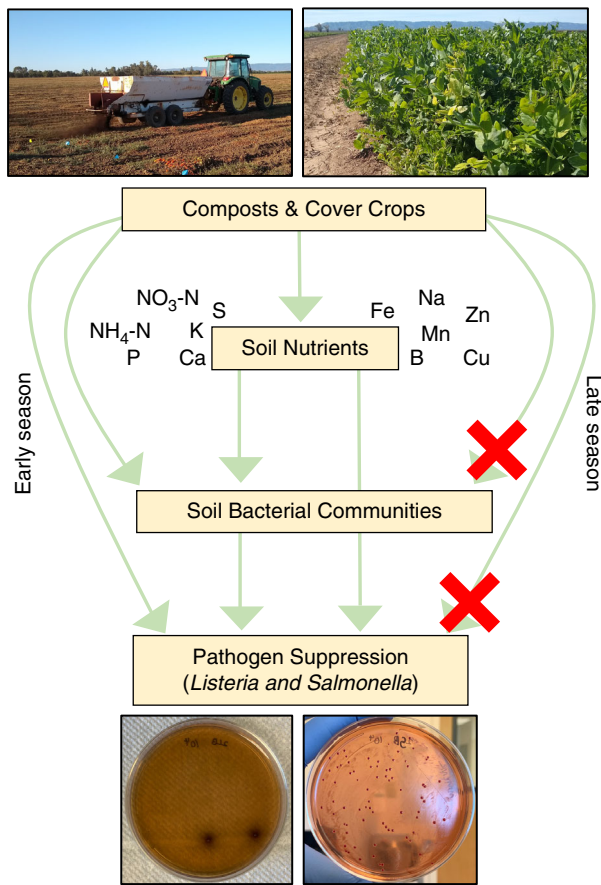 Composts & Cover Crops
NO₃-N
S
NH₄-N
K
P
Ca
Fe
Na
Zn
Mn
B
Cu
Soil Nutrients
Early season
Late season
Soil Bacterial Communities
Pathogen Suppression
(Listeria and Salmonella)